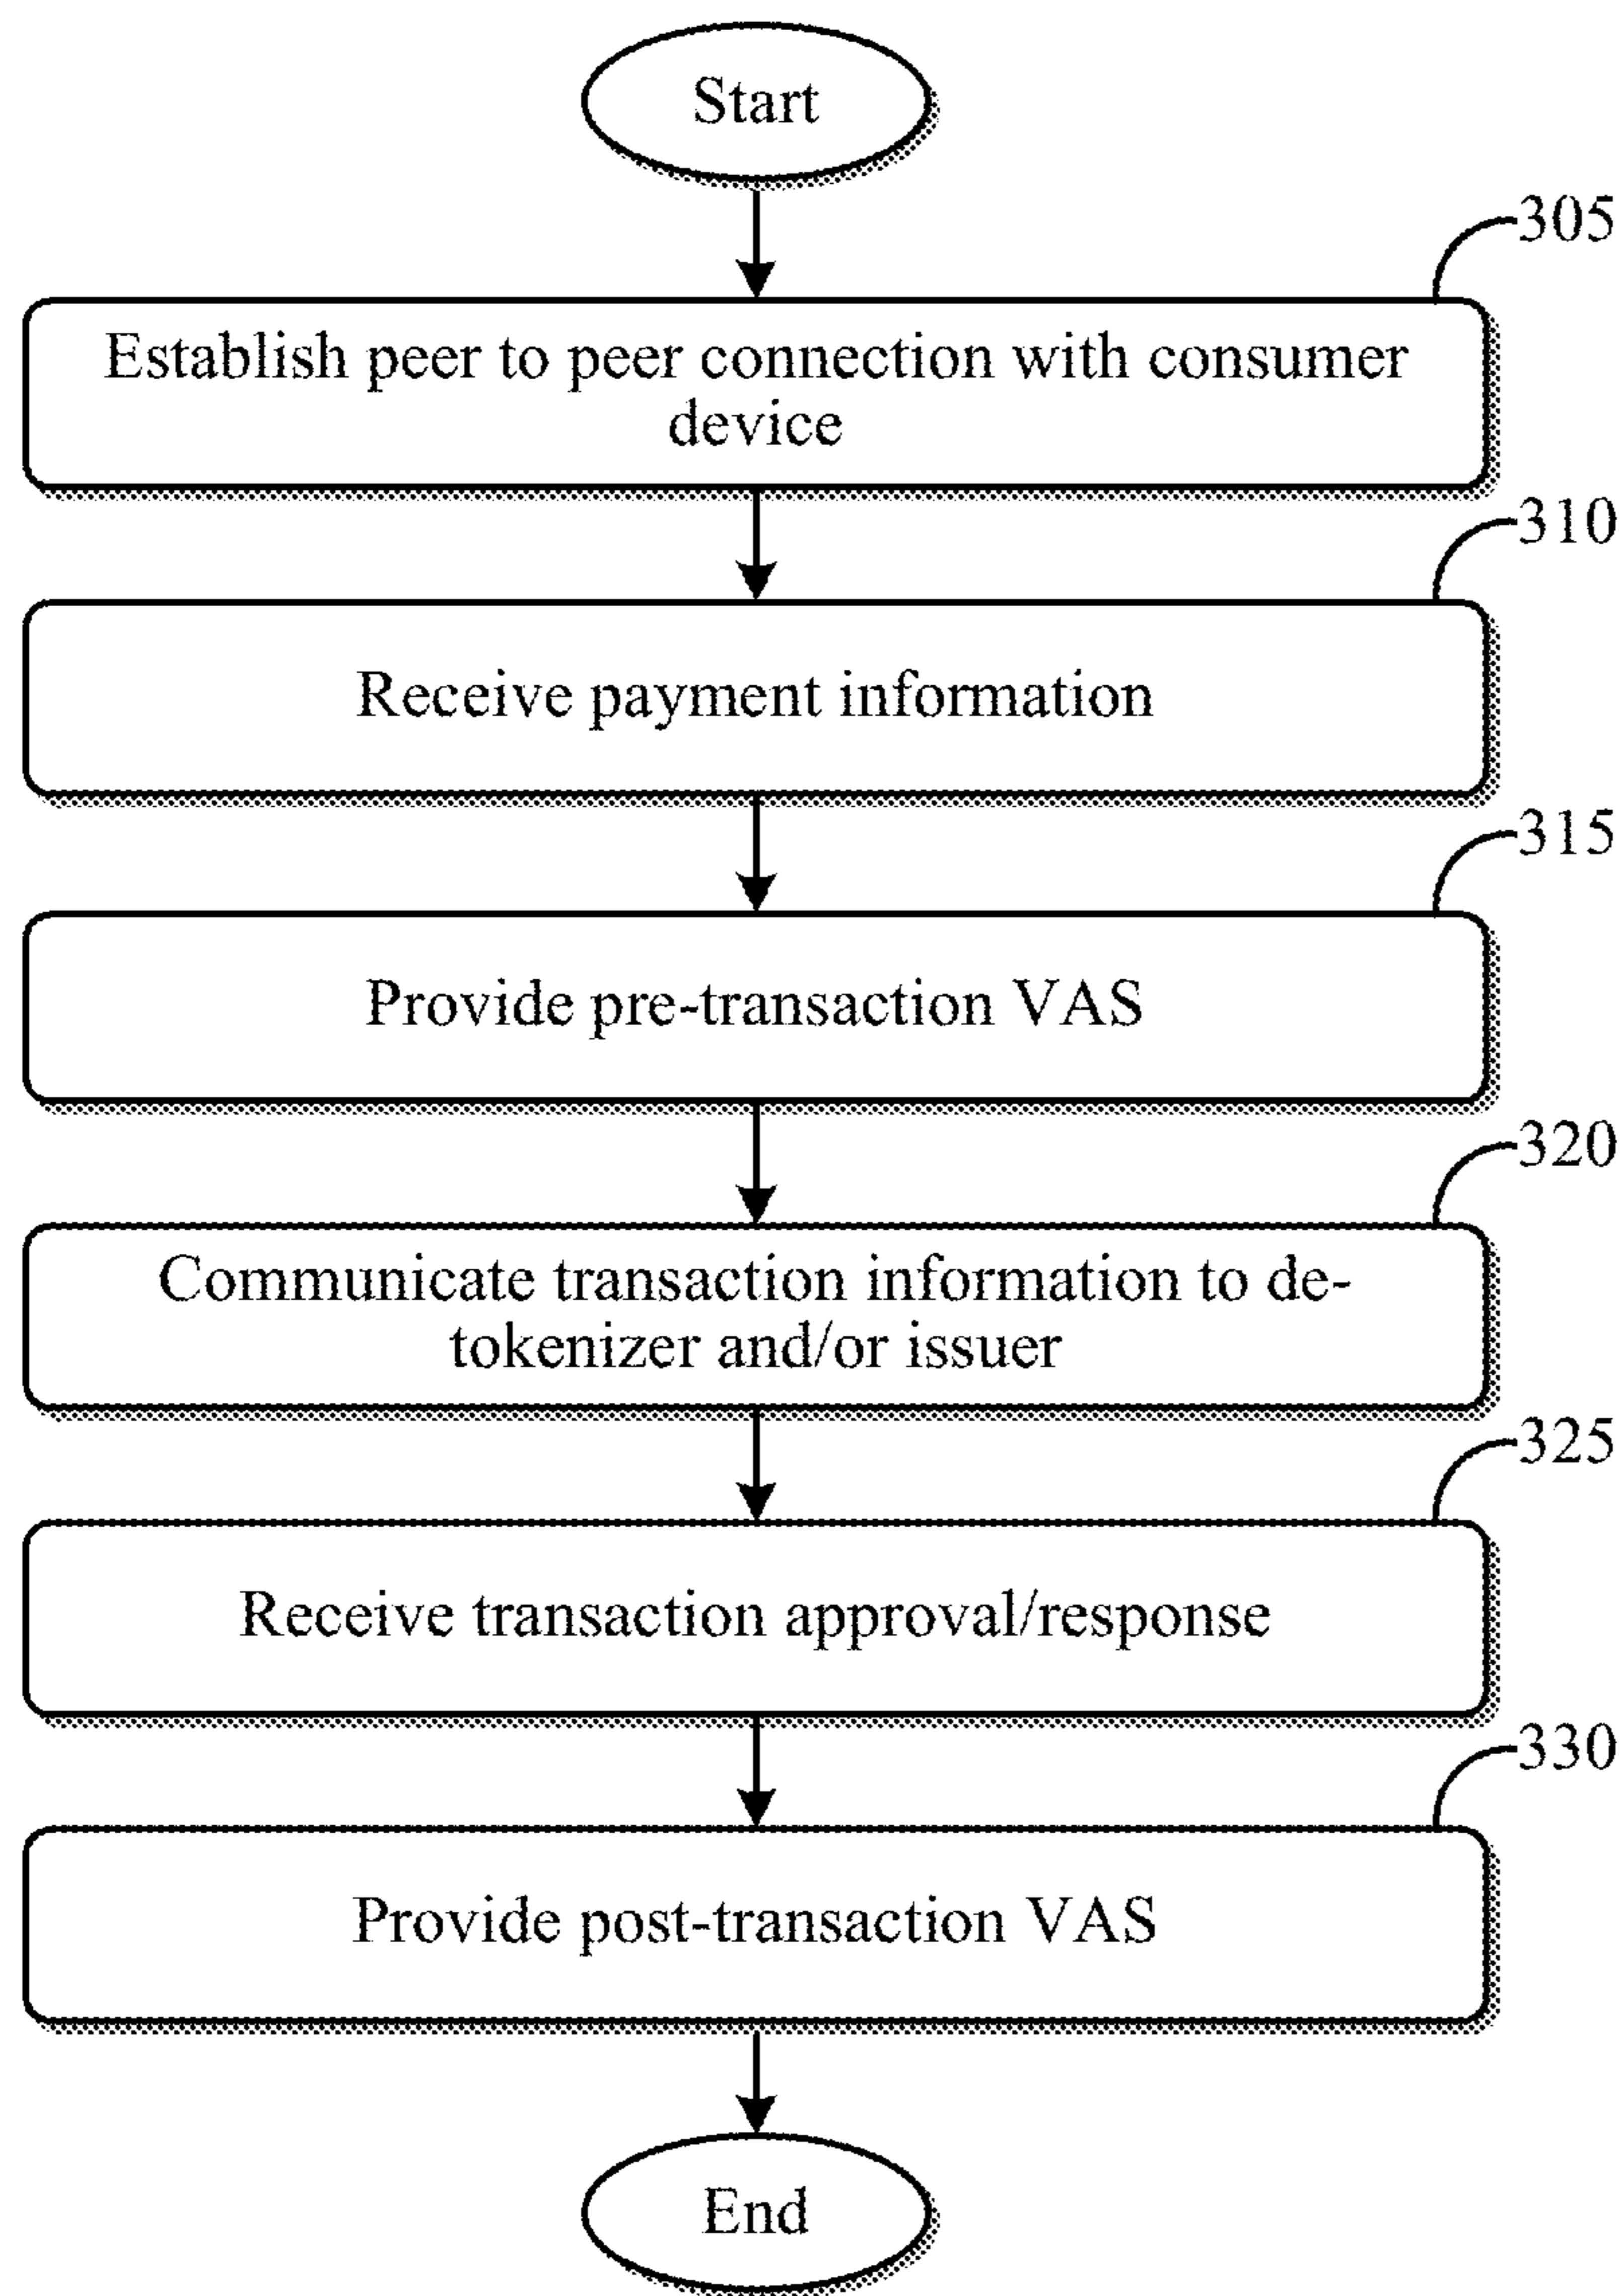 Start
305
Establish peer to peer connection with consumer
device
310
Receive payment information
315
Provide pre-transaction VAS
320
Communicate transaction information to de-
tokenizer and/or issuer
325
Receive transaction approval/response
330
Provide post-transaction VAS
End